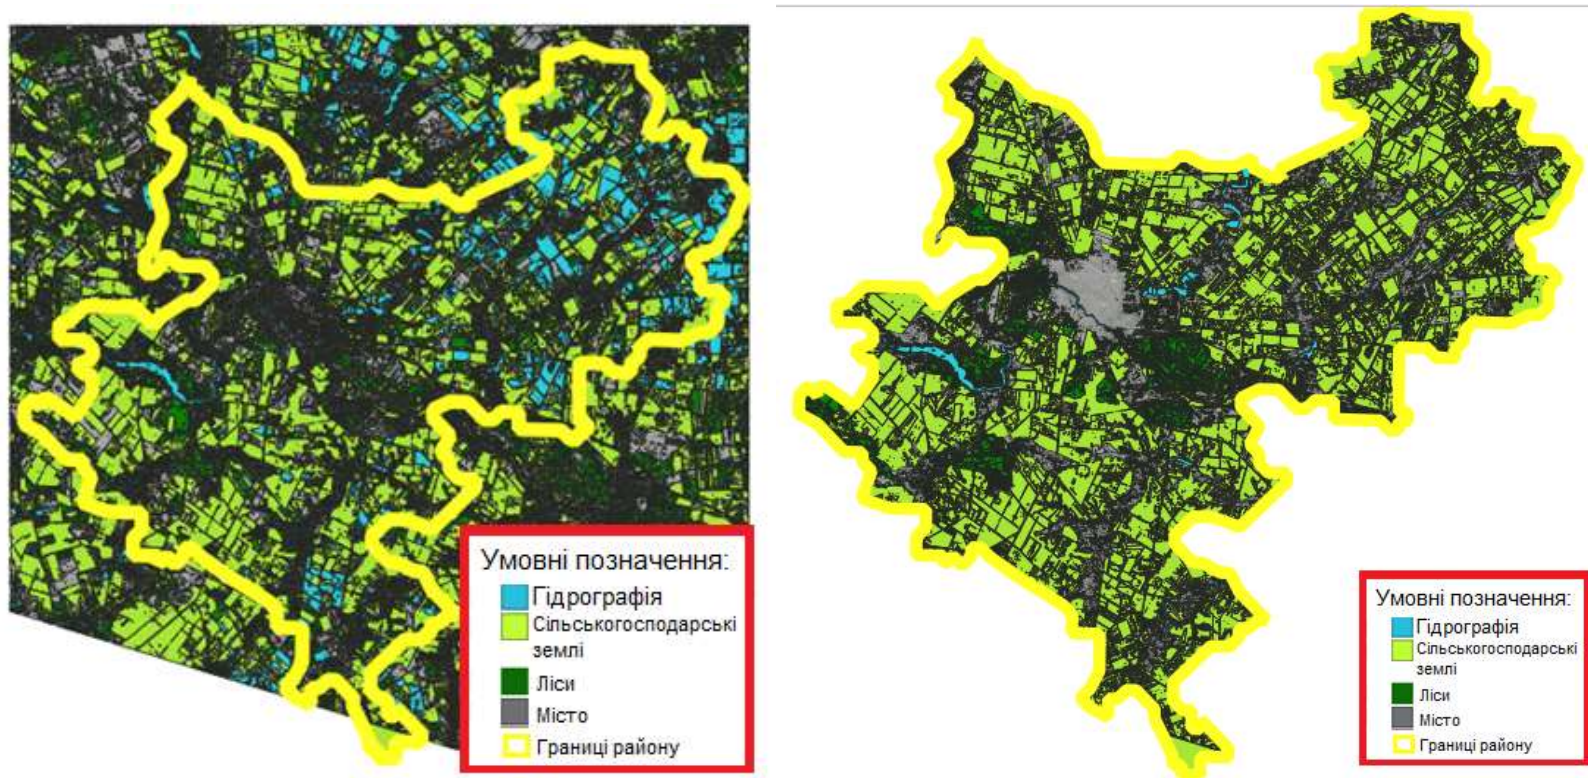 Умовні позначення:
Гідрографія
Сільськогосподарські
землі
Ліси
Місто
Границі району
Умовні позначення:
Гідрографія
Сільськогосподарські
землі
Ліси
Місто
Границі району